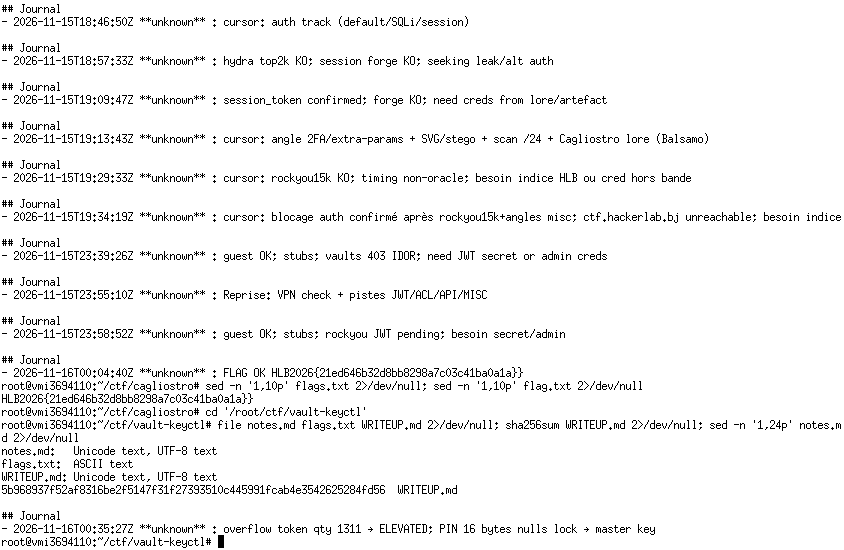 ## Journal
- 2026-11-15T18:46:50Z **unknown** : cursor: auth track (default/SQLi/session)
## Journal
- 2026-11-15T18:57:33Z **unknown** : hydra top2k KO; session forge KO; seeking leak/alt auth
## Journal
- 2026-11-15T19:09:47Z **unknown** : session_token confirmed; forge KO; need creds from lore/artefact
## Journal
- 2026-11-15T19:13:43Z **unknown** : cursor: angle 2FA/extra-params + SVG/stego + scan /24 + Cagliostro lore (Balsamo)
## Journal
- 2026-11-15T19:29:33Z **unknown** : cursor: rockyou15k KO; timing non-oracle; besoin indice HLB ou cred hors bande
## Journal
- 2026-11-15T19:34:19Z **unknown** : cursor: blocage auth confirmé après rockyou15k+angles misc; ctf.hackerlab.bj unreachable; besoin indice
## Journal
- 2026-11-15T23:39:26Z **unknown** : guest OK; stubs; vaults 403 IDOR; need JWT secret or admin creds
## Journal
- 2026-11-15T23:55:10Z **unknown** : Reprise: VPN check + pistes JWT/ACL/API/MISC
## Journal
- 2026-11-15T23:58:52Z **unknown** : guest OK; stubs; rockyou JWT pending; besoin secret/admin
## Journal
- 2026-11-16T00:04:40Z **unknown** : FLAG OK HLB2026{21ed646b32d8bb8298a7c03c41ba0a1a}}
root@vmi3694110:~/ctf/cagliostro# sed -n '1,10p' flags.txt 2>/dev/null; sed -n '1,10p' flag.txt 2>/dev/null
HLB2026{21ed646b32d8bb8298a7c03c41ba0a1a}}
root@vmi3694110:~/ctf/cagliostro# cd '/root/ctf/vault-keyctl'
root@vmi3694110:~/ctf/vault-keyctl# file notes.md flags.txt WRITEUP.md 2>/dev/null; sha256sum WRITEUP.md 2>/dev/null; sed -n '1,24p' notes.m
d 2>/dev/null
notes.md:   Unicode text, UTF-8 text
flags.txt:  ASCII text
WRITEUP.md: Unicode text, UTF-8 text
5b968937f52af8316be2f5147f31f27393510c445991fcab4e3542625284fd56  WRITEUP.md
## Journal
- 2026-11-16T00:35:27Z **unknown** : overflow token qty 1311 → ELEVATED; PIN 16 bytes nulls lock → master key
root@vmi3694110:~/ctf/vault-keyctl#